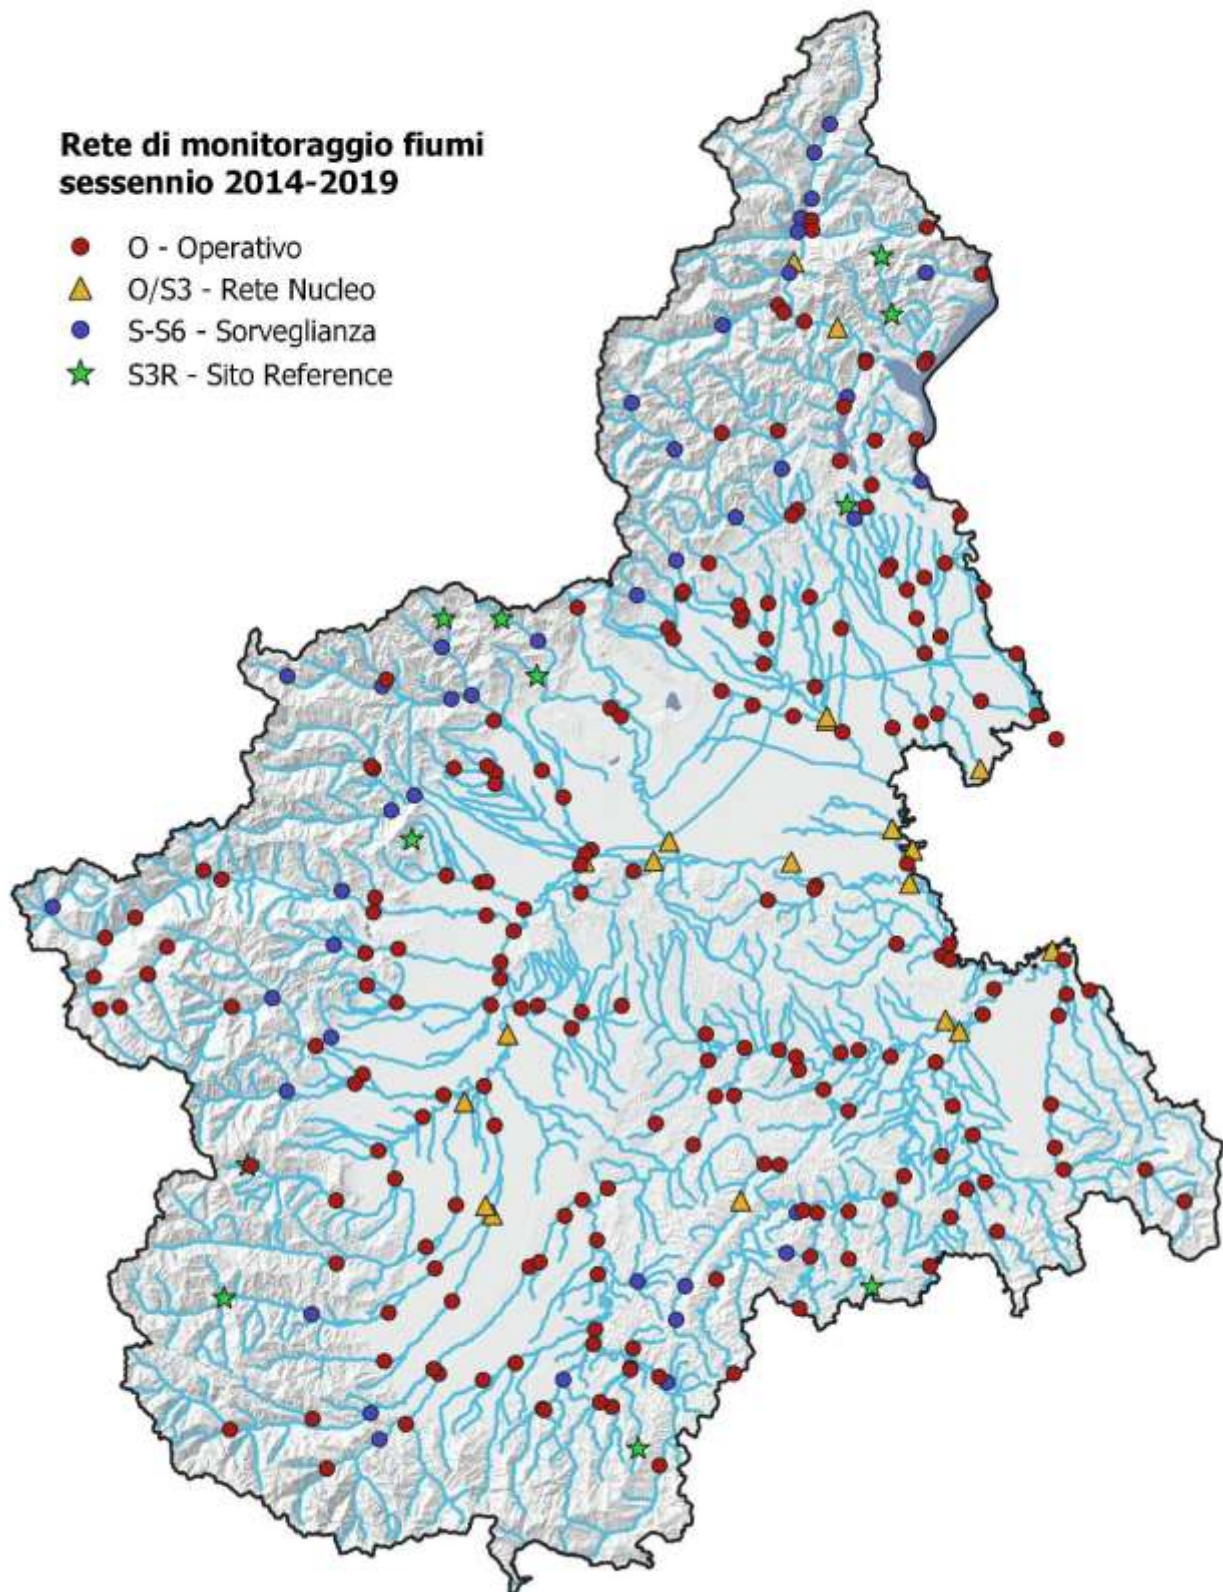 Rete di monitoraggio fiumi
sessennio 2014-2019
O - Operativo
O/S3 - Rete Nucleo
S-S6 - Sorveglianza
S3R - Sito Reference